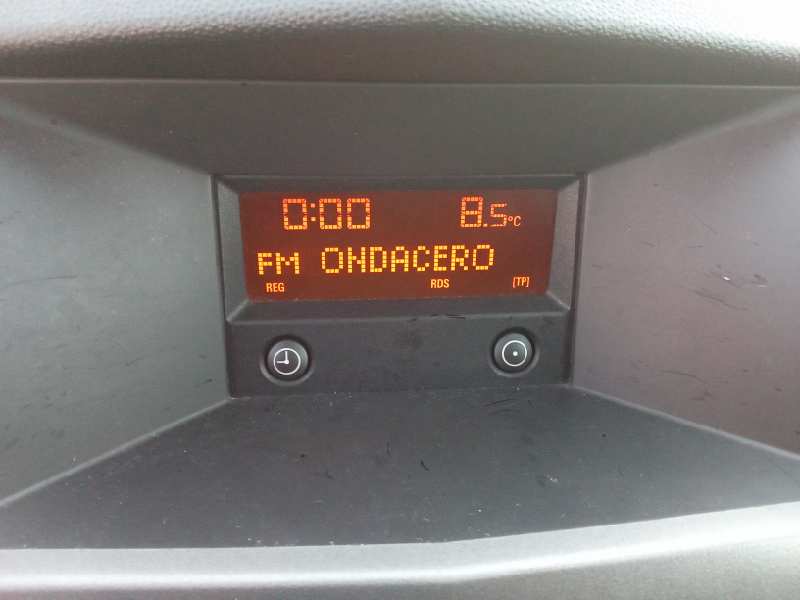 0:00 8.5°C
FM ONDACERO
REG RDS [TP]